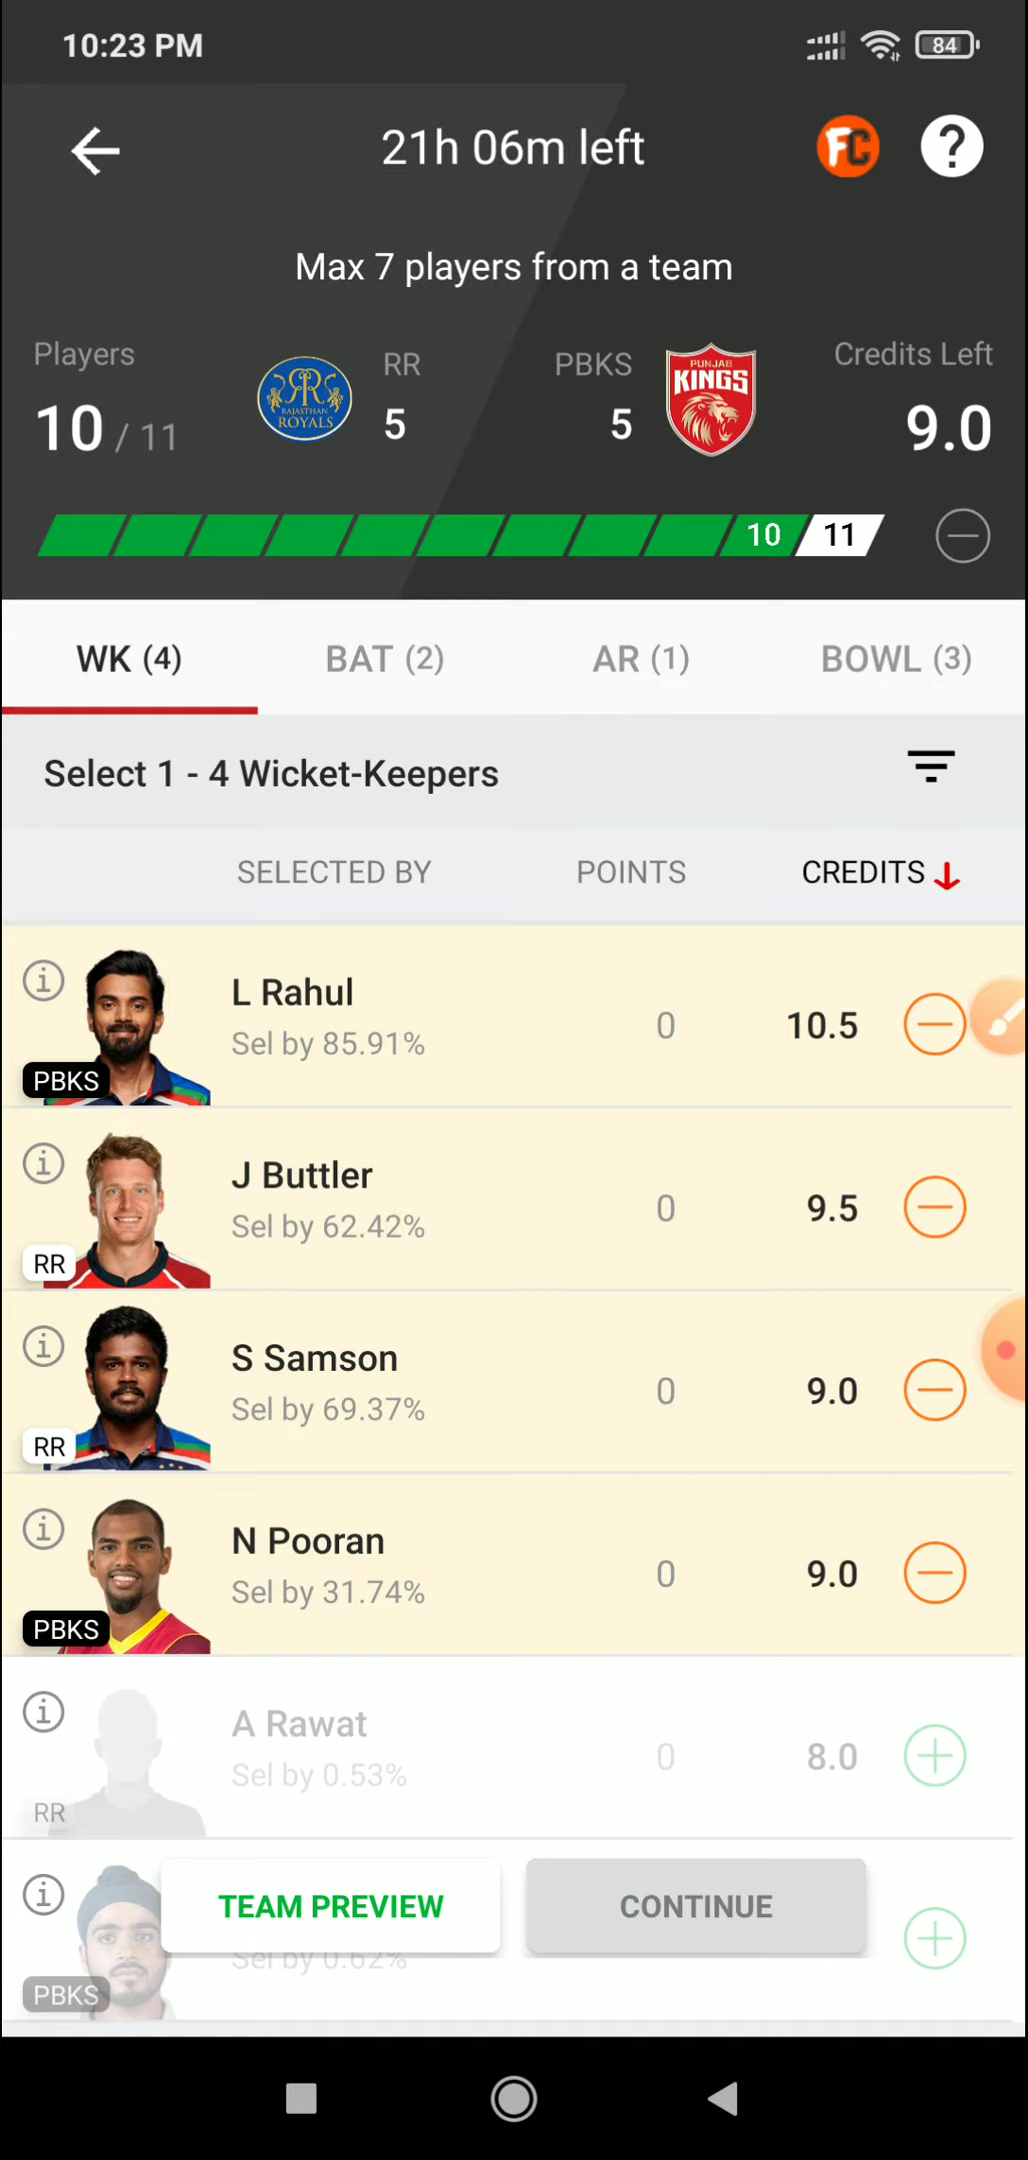 10:23 PM
84
21h 06m left
FC
?
Max 7 players from a team
Players
10 / 11
RAJASTHAN
ROYALS
RR
5
PBKS
5
PUNJAB
KINGS
Credits Left
9.0
10
11
WK (4)
BAT (2)
AR (1)
BOWL (3)
Select 1 - 4 Wicket-Keepers
SELECTED BY
POINTS
CREDITS
L Rahul
Sel by 85.91%
PBKS
0
10.5
J Buttler
Sel by 62.42%
RR
0
9.5
S Samson
Sel by 69.37%
RR
0
9.0
N Pooran
Sel by 31.74%
PBKS
0
9.0
A Rawat
Sel by 0.53%
RR
0
8.0
TEAM PREVIEW
CONTINUE
Sel by 0.62%
PBKS